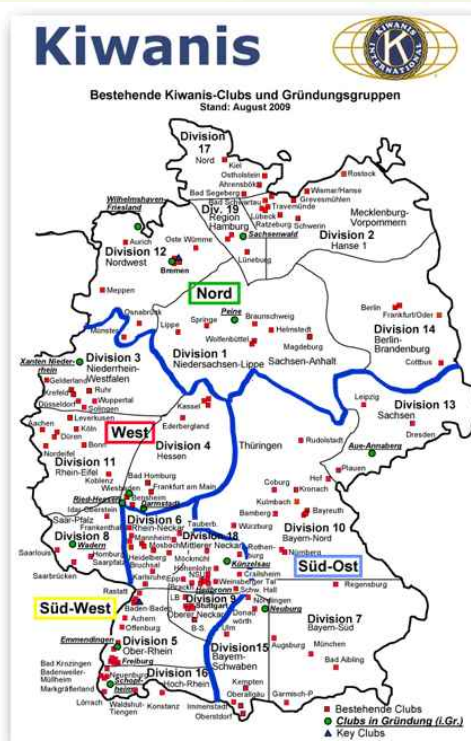 Kiwanis
KIWANIS
INTERNATIONAL
K
Bestehende Kiwanis-Clubs und Gründungsgruppen
Stand: August 2009
Division
17
Nord
Kiel
Ostholstein
Ahrensbök
Bad Segeberg
Bad Schwartau
Rostock
Wismar/Hanse
Grevesmühlen
Travemünde
Lübeck
Ratzeburg
Schwerin
Mecklenburg-
Vorpommern
Wilhelmshaven-
Friesland
Aurich
Div. 19
Region
Hamburg
Sachsenwald
Division 2
Hanse 1
Division 12
Nordwest
Oste Wümme
Bremen
Lüneburg
Meppen
Nord
Peine
Osnabrück
Münster
Lippe
Springe
Braunschweig
Wolfenbüttel
Helmstedt
Magdeburg
Berlin
Frankfurt/Oder
Division 14
Berlin-
Brandenburg
Cottbus
Xanten Nieder-
rhein
Division 3
Niederrhein-
Westfalen
Division 1
Niedersachsen-Lippe
Sachsen-Anhalt
Geldernland
Krefeld
Ruhr
Wuppertal
Düsseldorf
Solingen
Leverkusen
Kassel
Ederbergland
Leipzig
Division 13
Sachsen
Dresden
Aachen
Köln
Düren
Bonn
Nordeifel
West
Division 4
Hessen
Thüringen
Rudolstadt
Aue-Annaberg
Plauen
Division 11
Rhein-Eifel
Koblenz
Bad Homburg
Wiesbaden
Frankfurt am Main
Coburg
Hof
Kronach
Kulmbach
Bayreuth
Bamberg
Ried-Hessen
Bensheim
Darmstadt
Idar Oberstein
Saar-Pfalz
Frankenthal
Division 6
Rhein-Neckar
Tauberb.
Würzburg
Division 10
Bayern-Nord
Nürnberg
Division 8
Wadern
Saarlouis
Homburg
Saarpfalz
Saarbrücken
Mannheim
Mosbach
Heidelberg
Bruchsal
Karlsruhe
Division 18
Mittlerer Neckar
Möckmühl
Hohenlohe
NSU
Eppi
Brackh.
Heilbronn
Künzelsau
Rothen-
burg
Crailsheim
Weinsberger Tal
Schw. Hall
Süd-Ost
Regensburg
Süd-West
Rastatt
Baden-Baden
Achern
Offenburg
LB
Division 9
Stuttgart
Oberer Neckar
B-S.
Nördlingen
Neuburg
Donau-
wörth
Ulm
Division 7
Bayern-Süd
Augsburg
München
Bad Aibling
Emmendingen
Division 5
Ober-Rhein
Freiburg
Bad Krozingen
Badenweiler-
Müllheim
Markgräflerland
Neuenburg
Schopf-
heim
Lörrach
Waldshut-
Tiengen
Division 16
Hoch-Rhein
Konstanz
Division15
Bayern-
Schwaben
Kempten
Oberallgäu
Immenstadt
Oberstdorf
Garmisch-P.
Bestehende Clubs
Clubs in Gründung (i.Gr.)
Key Clubs